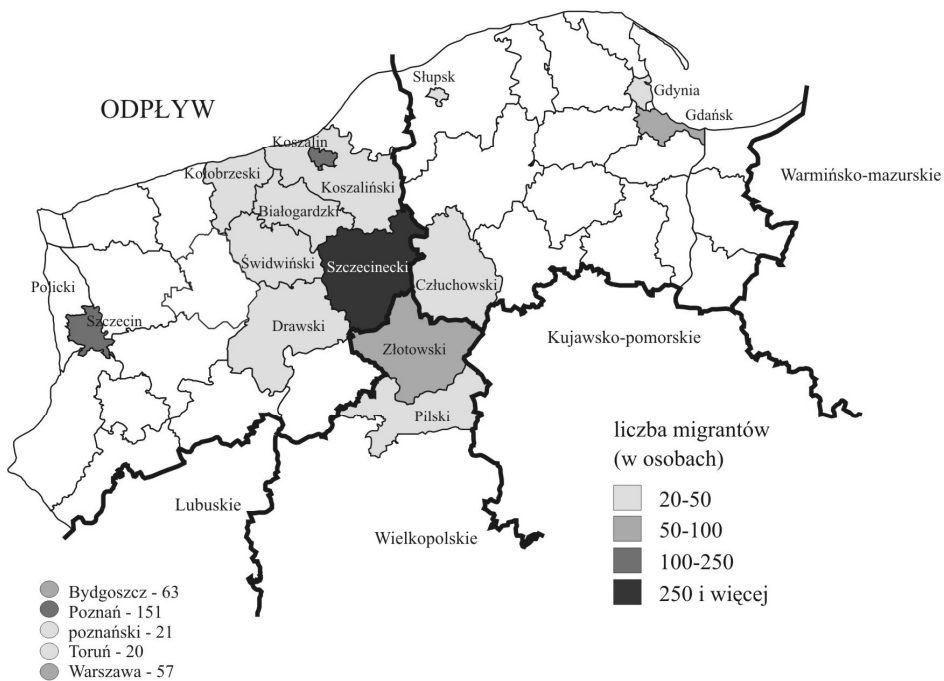 ODPŁYW
Słupsk
Gdynia
Gdańsk
Koszalin
Kołobrzeski
Koszaliński
Białogardzki
Warmińsko-mazurskie
Świdwiński
Szczecinecki
Człuchowski
Policki
Szczecin
Drawski
Złotowski
Kujawsko-pomorskie
Pilski
Lubuskie
Wielkopolskie
liczba migrantów
(w osobach)
20-50
50-100
100-250
250 i więcej
Bydgoszcz - 63
Poznań - 151
poznański - 21
Toruń - 20
Warszawa - 57